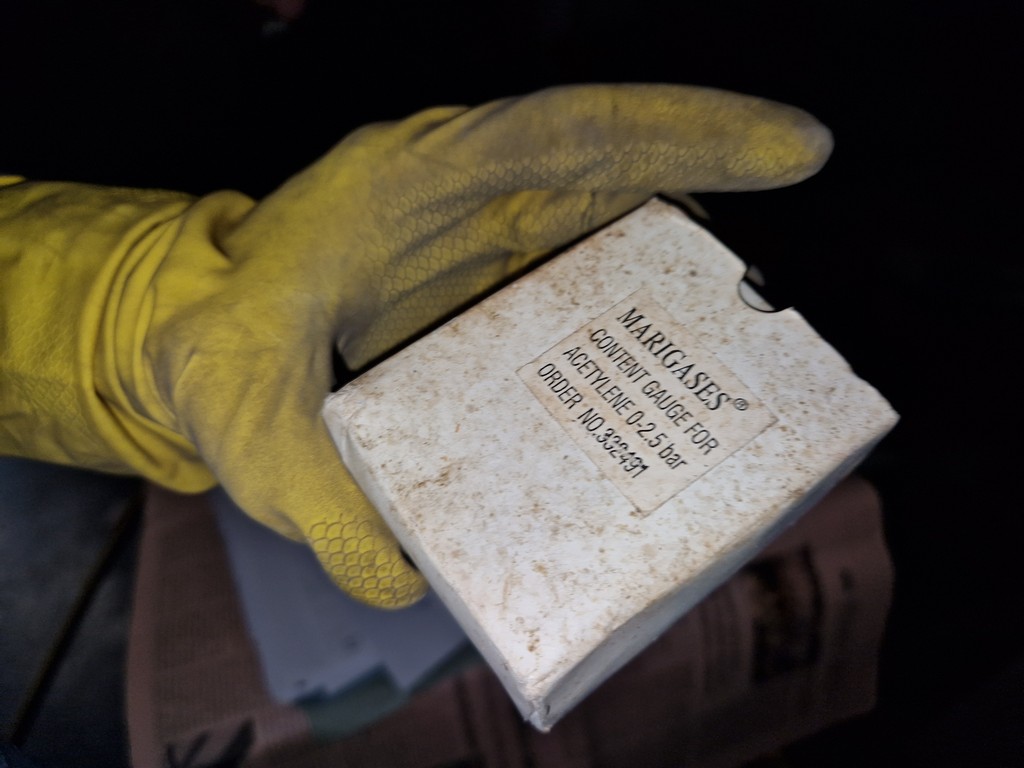 MARIGASES®
CONTENT GAUGE FOR
ACETYLENE 0-2.5 bar
ORDER NO.332491